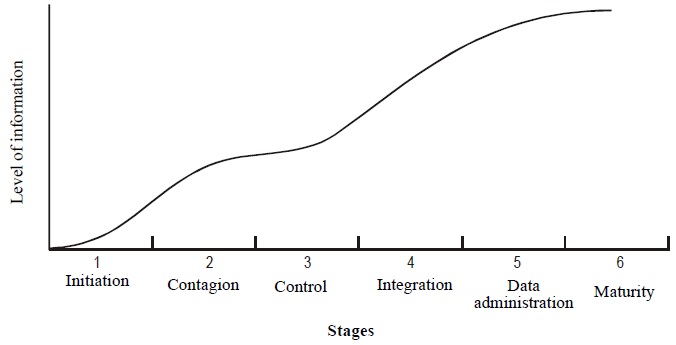 Level of information
1 2 3 4 5 6
Initiation Contagion Control Integration Data administration Maturity
Stages